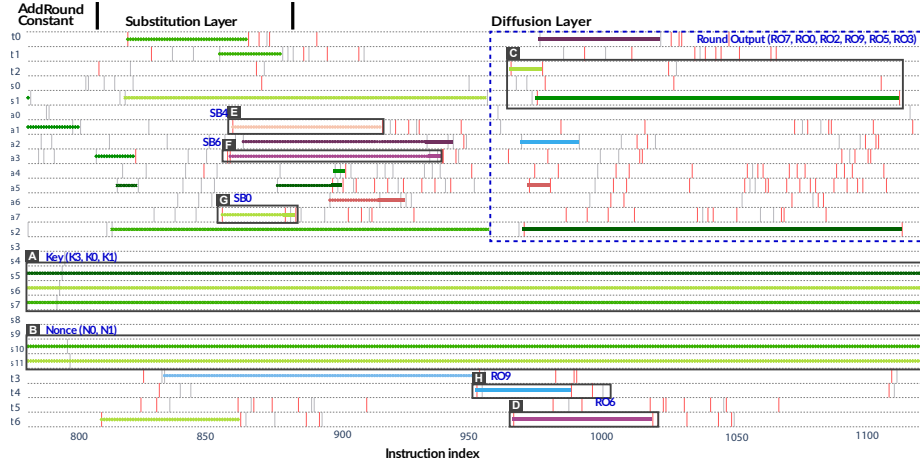 AddRound
Constant
Substitution Layer
Diffusion Layer
t0
Round Output (RO7, RO0, RO2, RO9, RO5, RO3)
t1
C
t2
s0
s1
a0
SB4 E
a1
a2
SB6 F
a3
a4
a5
G SB0
a6
a7
s2
s3
s4
A Key (K3, K0, K1)
s5
s6
s7
s8
B Nonce (N0, N1)
s9
s10
s11
t3
H RO9
t4
D RO6
t5
t6
800 850 900 950 1000 1050 1100
Instruction index